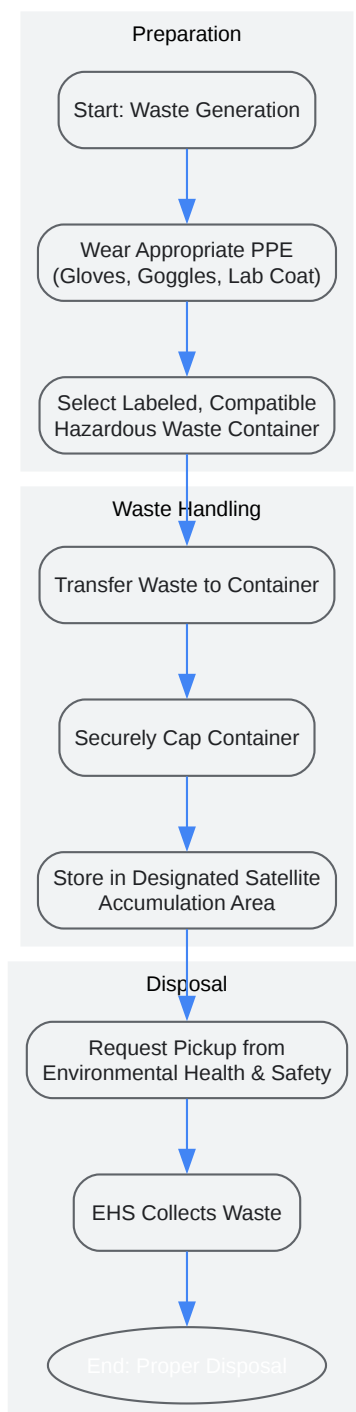 Preparation
Start: Waste Generation
Wear Appropriate PPE
(Gloves, Goggles, Lab Coat)
Select Labeled, Compatible
Hazardous Waste Container
Waste Handling
Transfer Waste to Container
Securely Cap Container
Store in Designated Satellite
Accumulation Area
Disposal
Request Pickup from
Environmental Health & Safety
EHS Collects Waste
End: Proper Disposal